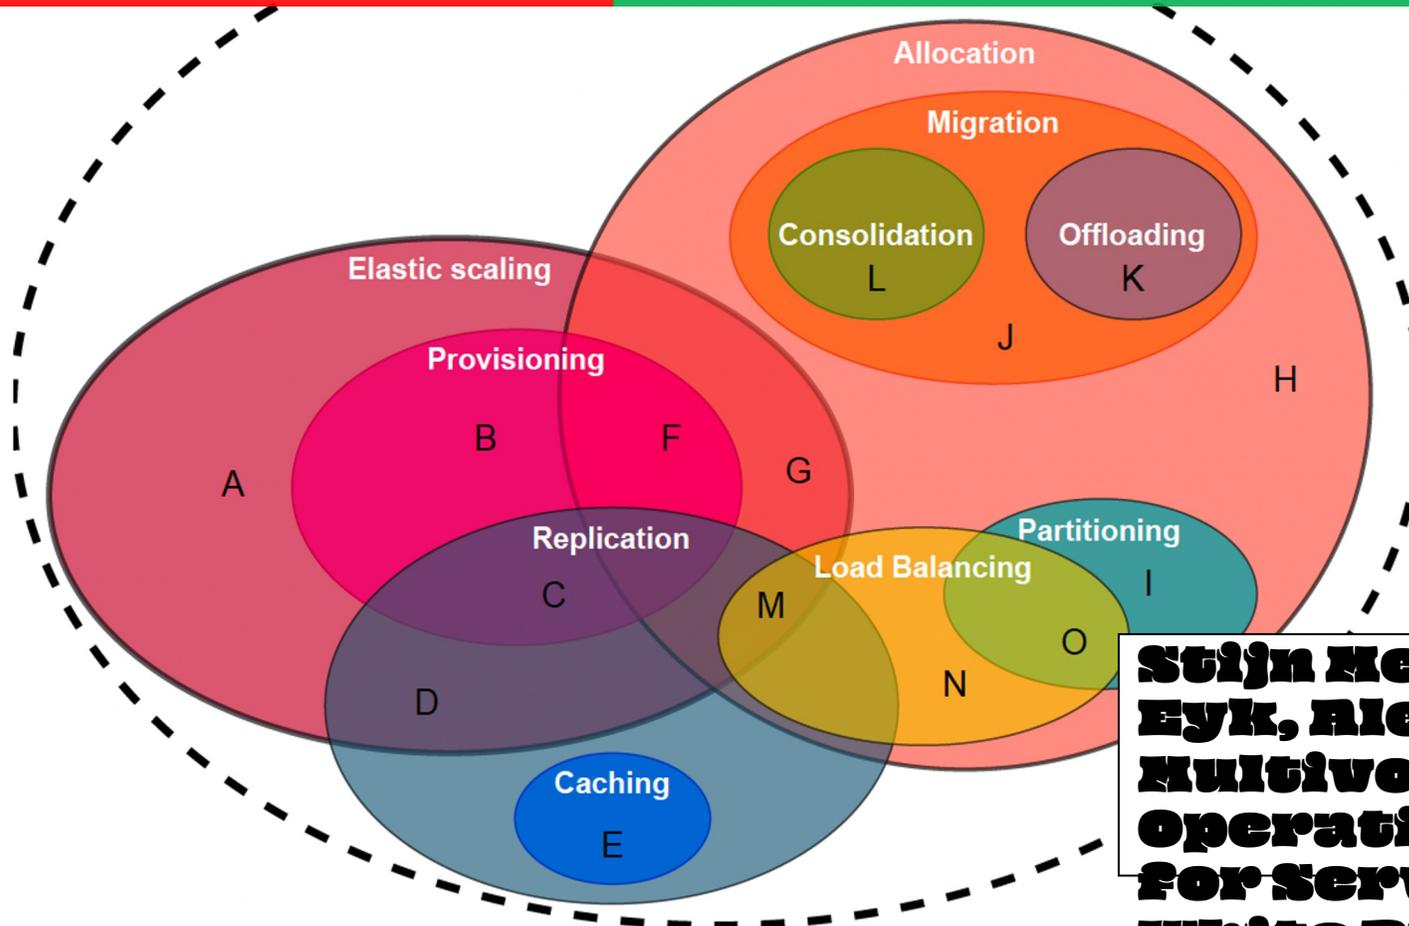 Allocation
Migration
Consolidation
Offloading
L
K
J
H
Elastic scaling
Provisioning
B
F
G
A
Replication
Partitioning
Load Balancing
I
C
M
O
N
D
Caching
E
Stijn Me
Eyk, Ale
Multivo
Operati
for Serv